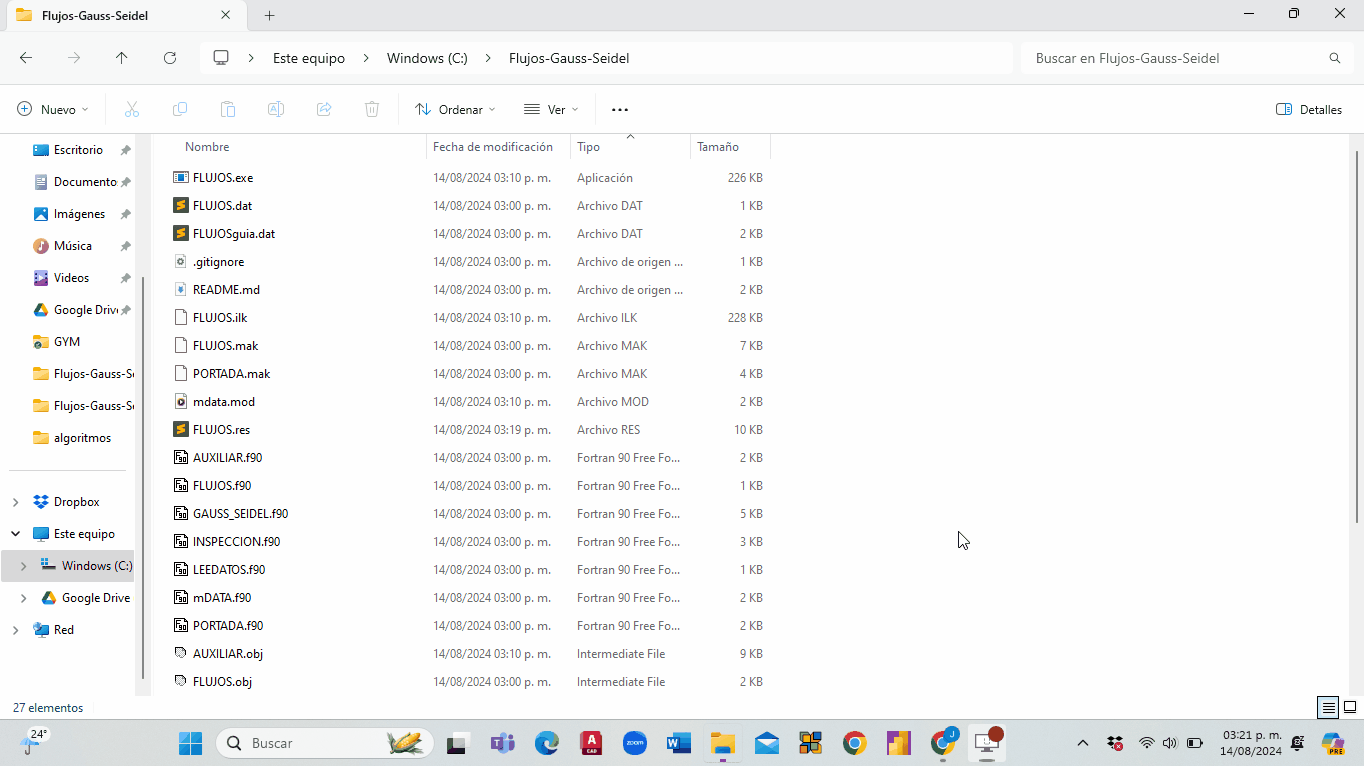 Flujos-Gauss-Seidel
Este equipo > Windows (C:) > Flujos-Gauss-Seidel
Buscar en Flujos-Gauss-Seidel
Nuevo
Ordenar
Ver
Detalles
Escritorio
Documento
Imágenes
Música
Videos
Google Driv
GYM
Flujos-Gauss-Se
Flujos-Gauss-Se
algoritmos
Dropbox
Este equipo
Windows (C:)
Google Drive
Red
Nombre Fecha de modificación Tipo Tamaño
FLUJOS.exe 14/08/2024 03:10 p. m. Aplicación 226 KB
FLUJOS.dat 14/08/2024 03:00 p. m. Archivo DAT 1 KB
FLUJOSguia.dat 14/08/2024 03:00 p. m. Archivo DAT 2 KB
.gitignore 14/08/2024 03:00 p. m. Archivo de origen ... 1 KB
README.md 14/08/2024 03:00 p. m. Archivo de origen ... 2 KB
FLUJOS.ilk 14/08/2024 03:10 p. m. Archivo ILK 228 KB
FLUJOS.mak 14/08/2024 03:00 p. m. Archivo MAK 7 KB
PORTADA.mak 14/08/2024 03:00 p. m. Archivo MAK 4 KB
mdata.mod 14/08/2024 03:10 p. m. Archivo MOD 2 KB
FLUJOS.res 14/08/2024 03:19 p. m. Archivo RES 10 KB
AUXILIAR.f90 14/08/2024 03:00 p. m. Fortran 90 Free Fo... 2 KB
FLUJOS.f90 14/08/2024 03:00 p. m. Fortran 90 Free Fo... 1 KB
GAUSS_SEIDEL.f90 14/08/2024 03:00 p. m. Fortran 90 Free Fo... 5 KB
INSPECCION.f90 14/08/2024 03:00 p. m. Fortran 90 Free Fo... 3 KB
LEEDATOS.f90 14/08/2024 03:00 p. m. Fortran 90 Free Fo... 1 KB
mDATA.f90 14/08/2024 03:00 p. m. Fortran 90 Free Fo... 2 KB
PORTADA.f90 14/08/2024 03:00 p. m. Fortran 90 Free Fo... 2 KB
AUXILIAR.obj 14/08/2024 03:10 p. m. Intermediate File 9 KB
FLUJOS.obj 14/08/2024 03:00 p. m. Intermediate File 2 KB
27 elementos
24°
Buscar
zoom
03:21 p. m.
14/08/2024
PRE